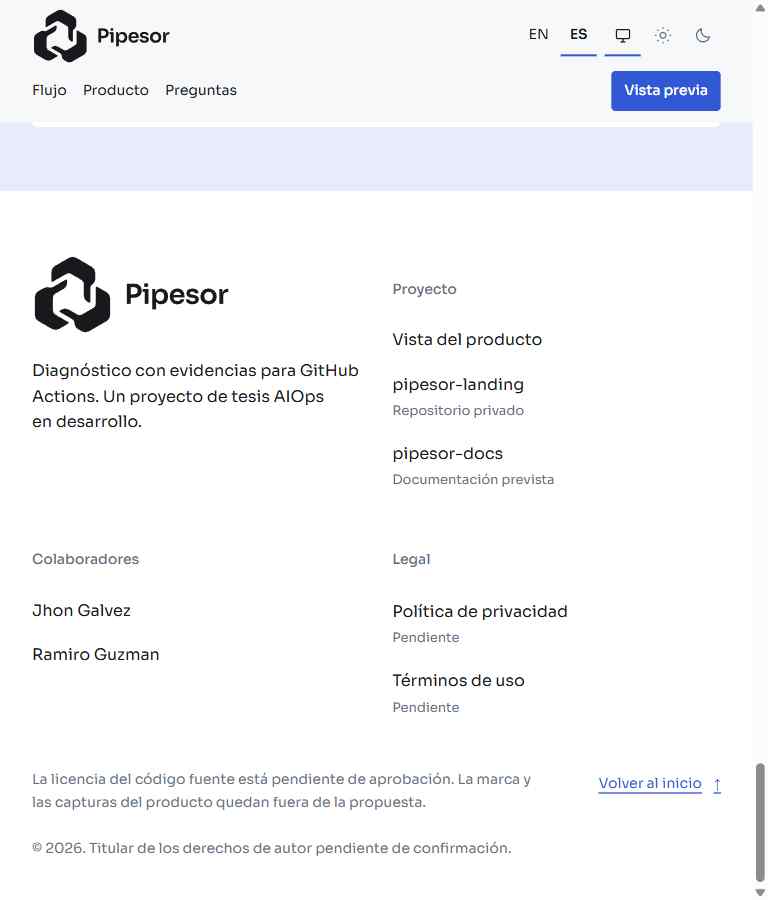 Pipesor
EN
ES
Flujo
Producto
Preguntas
Vista previa
Pipesor
Diagnóstico con evidencias para GitHub
Actions. Un proyecto de tesis AIOps
en desarrollo.
Proyecto
Vista del producto
pipesor-landing
Repositorio privado
pipesor-docs
Documentación prevista
Colaboradores
Jhon Galvez
Ramiro Guzman
Legal
Política de privacidad
Pendiente
Términos de uso
Pendiente
La licencia del código fuente está pendiente de aprobación. La marca y
las capturas del producto quedan fuera de la propuesta.
Volver al inicio ↑
© 2026. Titular de los derechos de autor pendiente de confirmación.